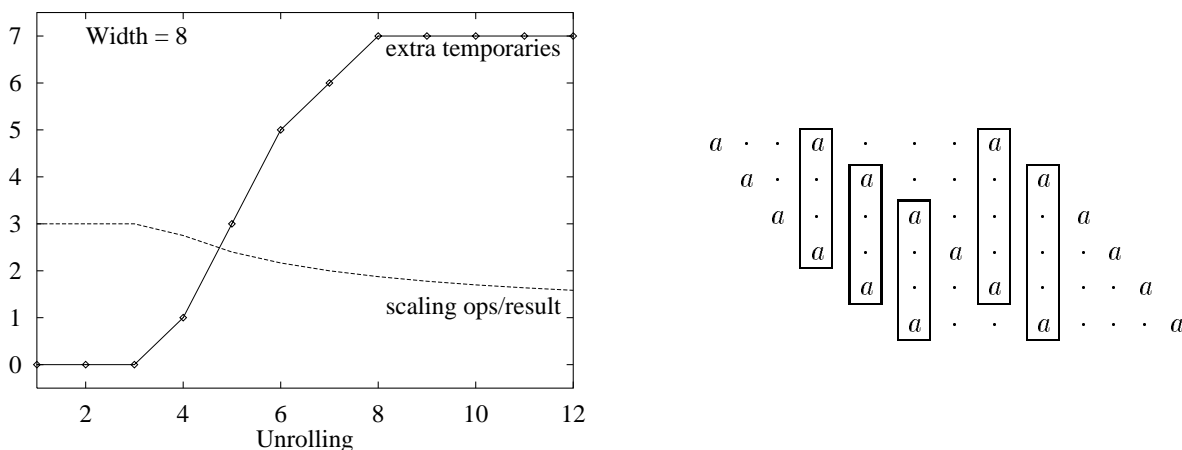 7
Width = 8
extra temporaries
6
5
4
3
2
scaling ops/result
1
0
2 4 6 8 10 12
Unrolling
a · · a · · · a
a · · a · · · a
a · · a · · · a
a · · a · · · a
a · · a · · · a
a · · a · · · a